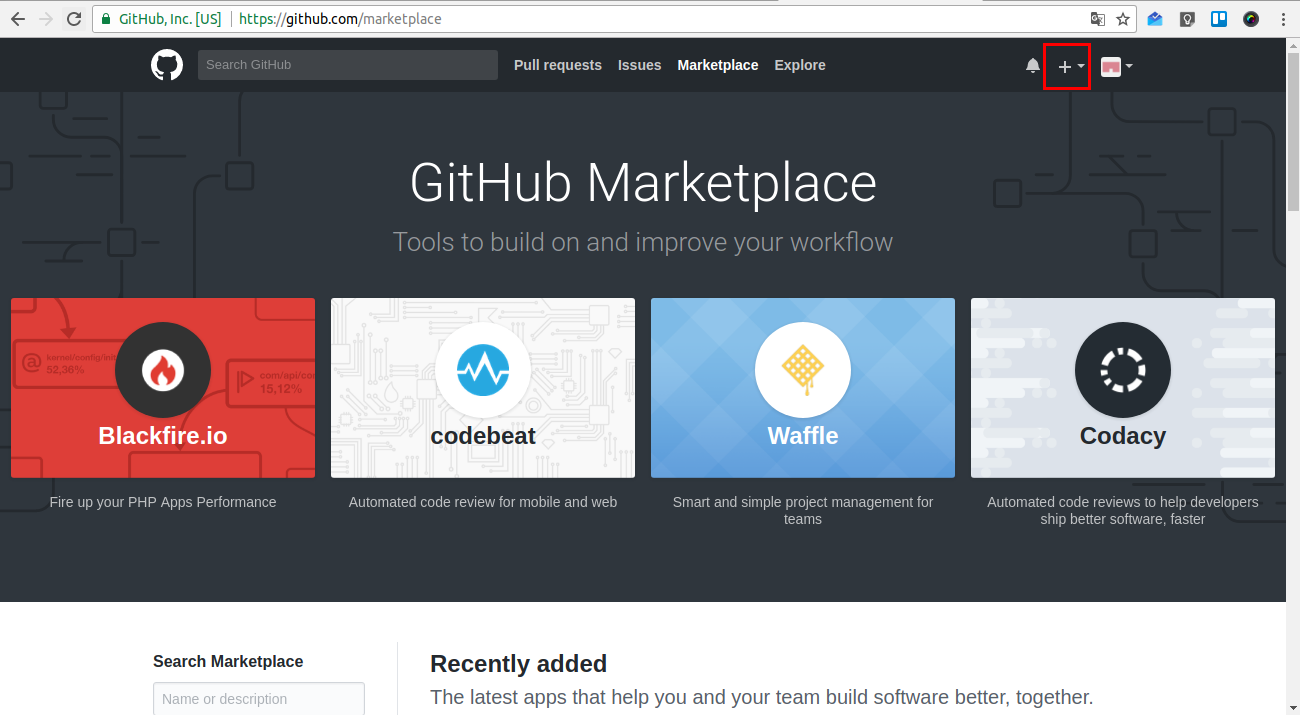 GitHub, Inc. [US] https://github.com/marketplace
Search GitHub
Pull requests Issues Marketplace Explore
GitHub Marketplace
Tools to build on and improve your workflow
@ kernel/config/init
52,36%
com/api/co
15,12%
Blackfire.io
Fire up your PHP Apps Performance
codebeat
Automated code review for mobile and web
Waffle
Smart and simple project management for
teams
Codacy
Automated code reviews to help developers
ship better software, faster
Search Marketplace
Name or description
Recently added
The latest apps that help you and your team build software better, together.